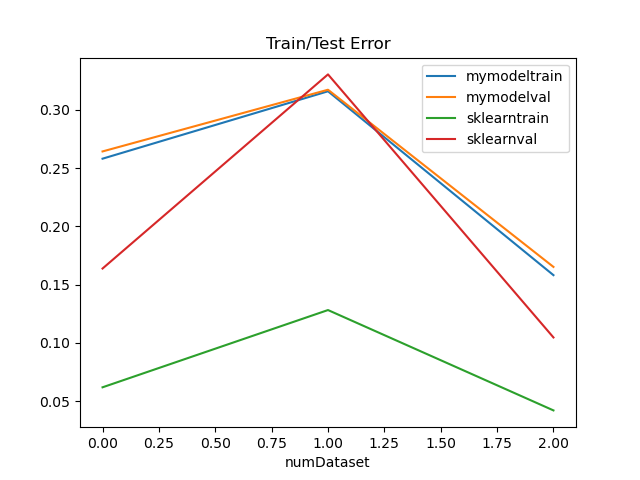 Train/Test Error
mymodeltrain
mymodelval
sklearntrain
sklearnval
0.30
0.25
0.20
0.15
0.10
0.05
0.00 0.25 0.50 0.75 1.00 1.25 1.50 1.75 2.00
numDataset